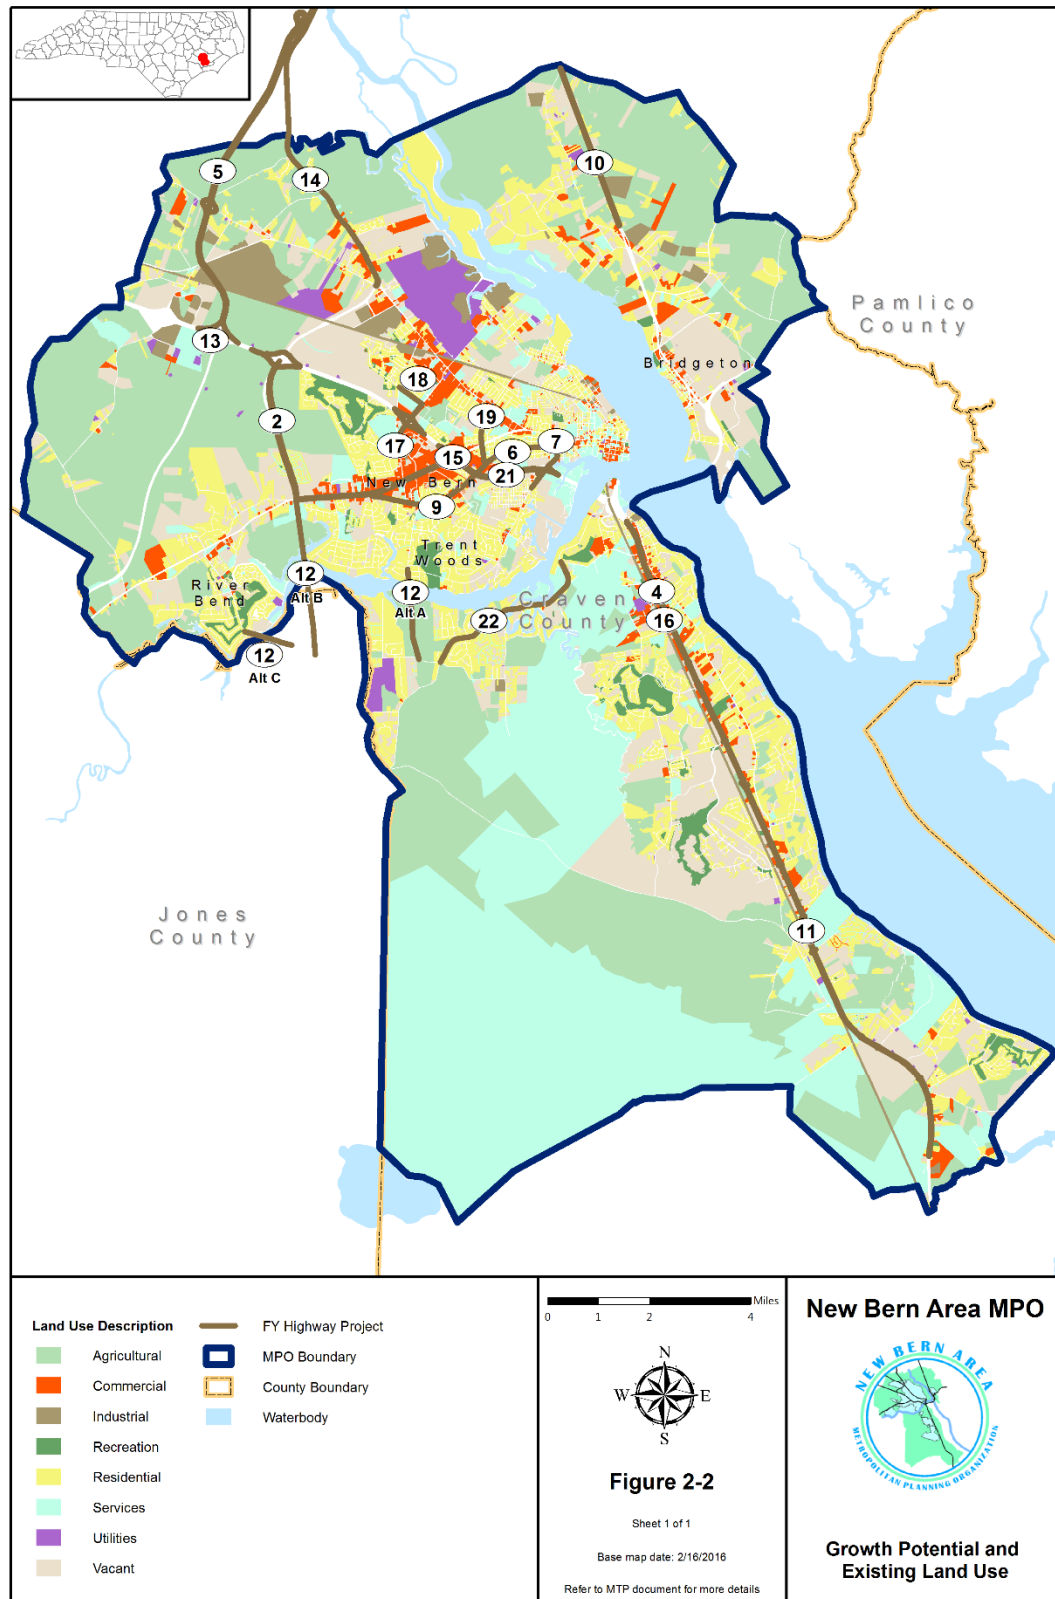 5
14
10
Pamlico
County
13
Bridgeton
18
2
19
7
17
15
6
21
New Bern
9
Trent
Woods
12
Alt B
River
Bend
12
Alt A
Craven
County
4
16
22
12
Alt C
11
Jones
County
Land Use Description
Agricultural
Commercial
Industrial
Recreation
Residential
Services
Utilities
Vacant
FY Highway Project
MPO Boundary
County Boundary
Waterbody
Miles
0 1 2 4
N
W E
S
Figure 2-2
Sheet 1 of 1
Base map date: 2/16/2016
Refer to MTP document for more details
New Bern Area MPO
NEW BERN AREA
METROPOLITAN PLANNING ORGANIZATION
Growth Potential and
Existing Land Use